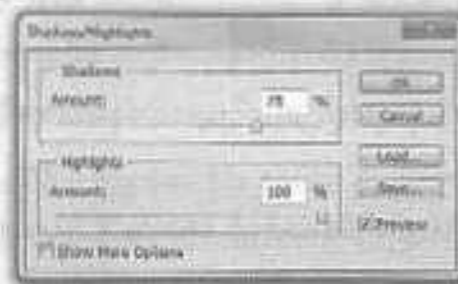 Shadows/Highlights
Shadows
Amount: %
OK
Cancel
Highlights
Load...
Amount: 100 %
Save...
Preview
Show More Options